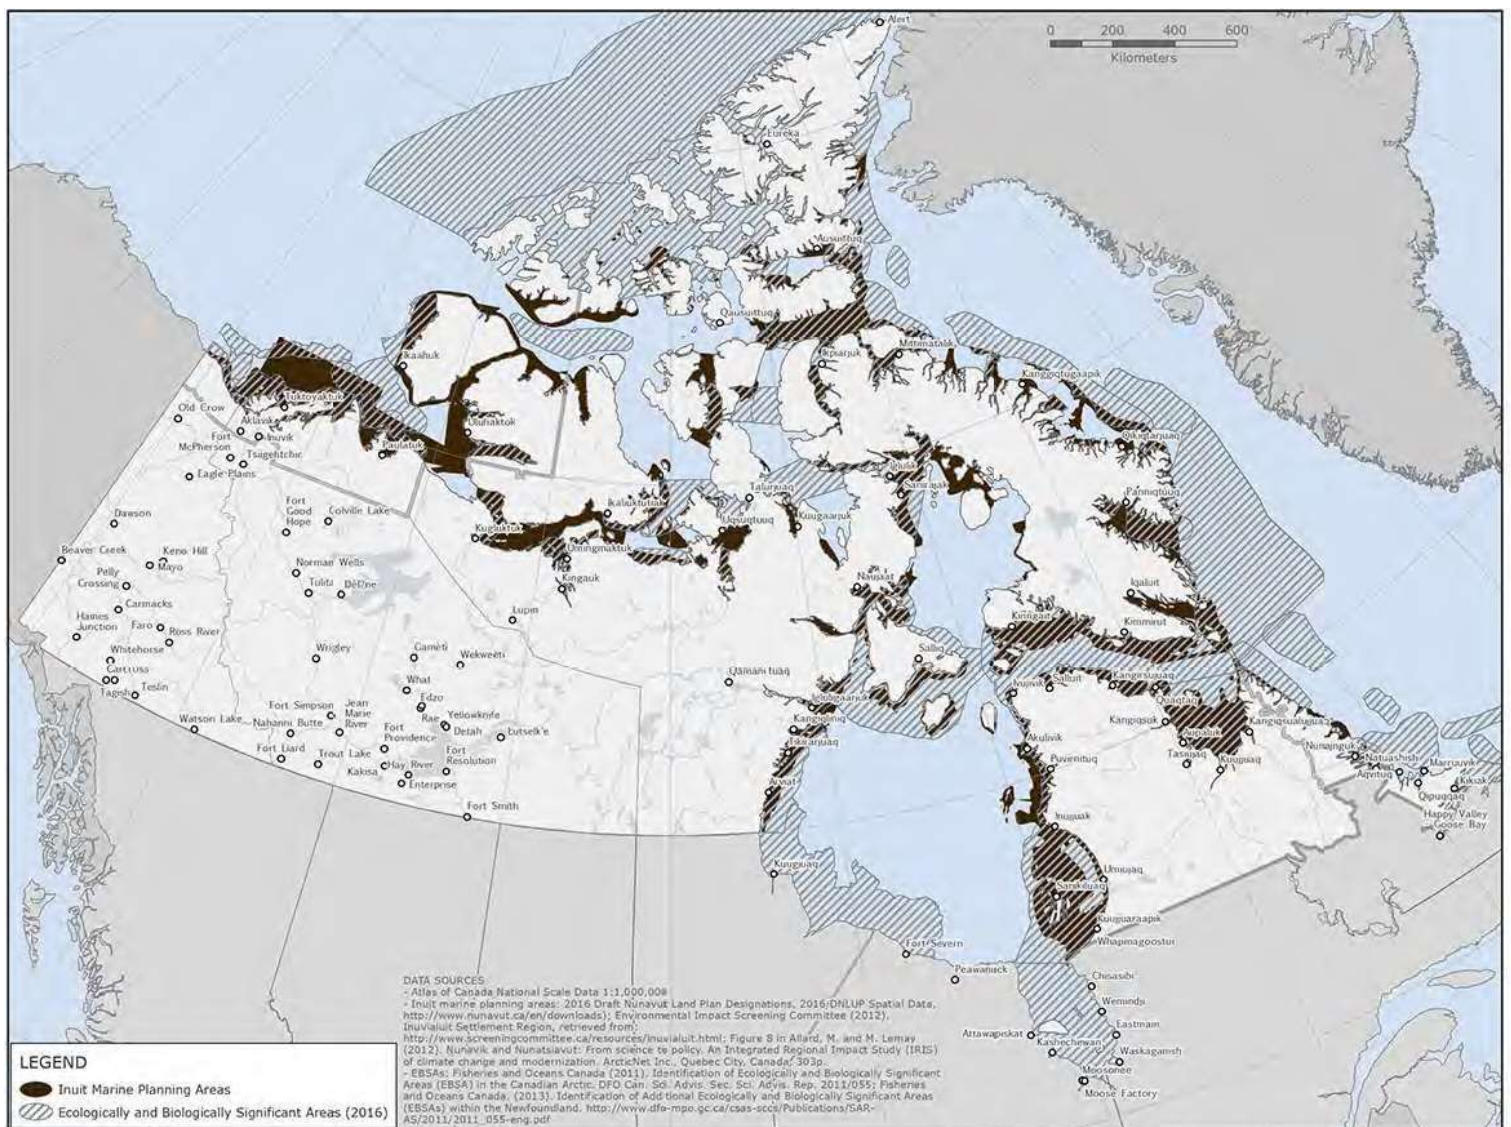 Alert
0 200 400 600
Kilometers
Eureka
Ausuittuq
Qausuittuq
Ikaahuk
Mittimatalik
Ikpiarjuk
Kanggiqtugaapik
Tuktoyaktuk
Old Crow
Aklavik
Ulukhaktok
Qikiqtarjuaq
Fort
McPherson
Inuvik
Paulatuk
Tsiigehtchic
Eagle Plains
Iglulik
Sanirajak
Talurjuaq
Panniqtuuq
Fort
Good
Hope
Colville Lake
Ikaluktutiak
Dawson
Kugluktuk
Uqsuqtuuq
Kuugaarjuk
Beaver Creek
Keno Hill
Mayo
Umingmaktuk
Pelly
Crossing
Norman Wells
Tulita
Déline
Kingauk
Naujaat
Iqaluit
Carmacks
Haines
Junction
Faro
Ross River
Lupin
Kinngait
Kimmirut
Whitehorse
Wrigley
Gamèti
Wekweeti
Salliq
Carcross
Tagish
Teslin
What
Qamani'tuaq
Ivujivik
Salluit
Kangirsujuaq
Quaqtaq
Fort Simpson
Jean
Marie
River
Edzo
Rae
Yellowknife
Detah
Igluligaarjuk
Watson Lake
Nahanni Butte
Fort
Providence
Lutselk'e
Kangiqliniq
Kangiqsuk
Kangiqsualujjuaq
Aupaluk
Fort Liard
Trout Lake
Fort
Resolution
Tikirarjuaq
Akulivik
Tasiujaq
Nunajnguk
Hay River
Kakisa
Enterprise
Puvirnituq
Kuujjuaq
Natuashish
Marruuvik
Arviat
Aqvituq
Kikiak
Qipuqqaq
Fort Smith
Inukjuak
Happy Valley
Goose Bay
Kuugjuaq
Umiujaq
Sanikiluaq
Kuujjuaraapik
Whapmagoostui
Fort Severn
Peawanuck
Chisasibi
Wemindji
Attawapiskat
Eastmain
Kashechewan
Waskaganish
Moosonee
Moose Factory
DATA SOURCES
- Atlas of Canada National Scale Data 1:1,000,000
- Inuit marine planning areas: 2016 Draft Nunavut Land Plan Designations, 2016 DNLUP Spatial Data,
http://www.nunavut.ca/en/downloads); Environmental Impact Screening Committee (2012).
Inuvialuit Settlement Region, retrieved from:
http://www.screeningcommittee.ca/resources/inuvialuit.html; Figure 8 in Allard, M. and M. Lemay
(2012). Nunavik and Nunatsiavut: From science to policy. An Integrated Regional Impact Study (IRIS)
of climate change and modernization. ArcticNet Inc., Quebec City, Canada, 303p.
- EBSAs: Fisheries and Oceans Canada (2011). Identification of Ecologically and Biologically Significant
Areas (EBSA) in the Canadian Arctic. DFO Can. Sci. Advis. Sec. Sci. Advis. Rep. 2011/055; Fisheries
and Oceans Canada. (2013). Identification of Additional Ecologically and Biologically Significant Areas
(EBSAs) within the Newfoundland. http://www.dfo-mpo.gc.ca/csas-sccs/Publications/SAR-
AS/2011/2011_055-eng.pdf
LEGEND
Inuit Marine Planning Areas
Ecologically and Biologically Significant Areas (2016)